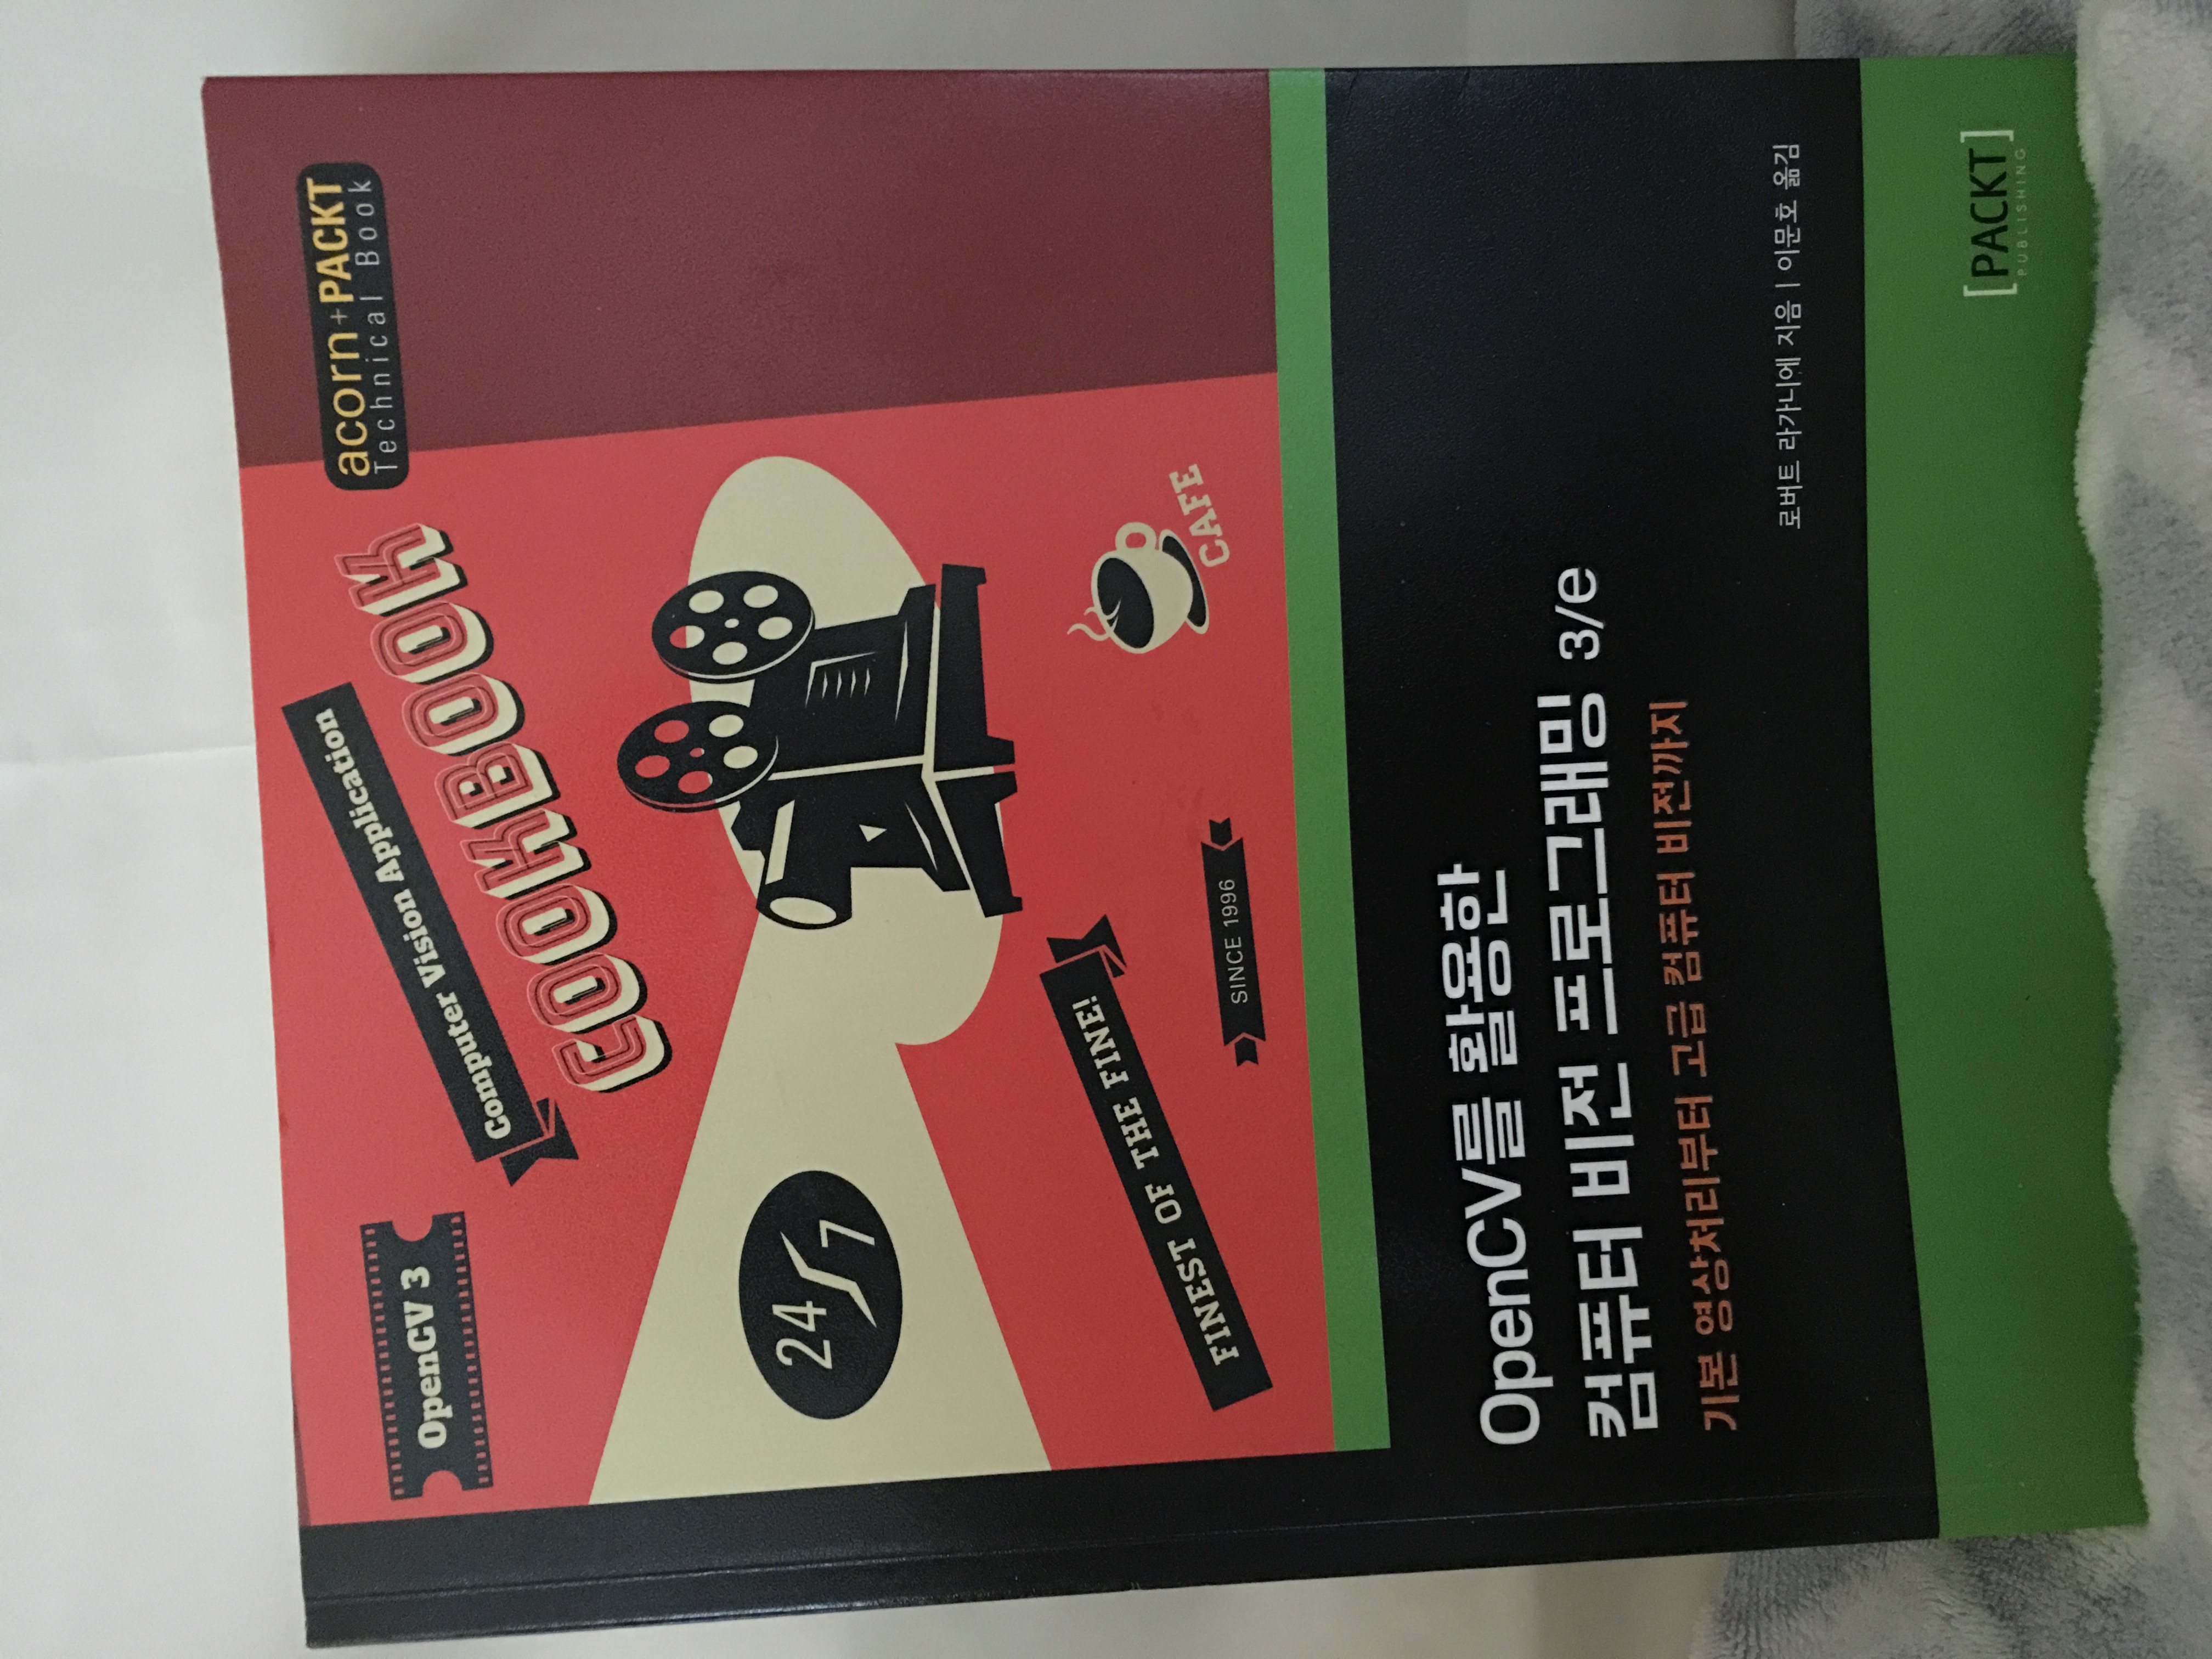 OpenCV 3
Computer Vision Application
COOKBOOK
acorn+PACKT
Technical Book
24/7
FINEST OF THE FINE!
SINCE 1996
CAFE
OpenCV를 활용한
컴퓨터 비전 프로그래밍 3/e
기본 영상처리부터 고급 컴퓨터 비전까지
로버트 라가니에 지음 | 이문호 옮김
[PACKT]
PUBLISHING